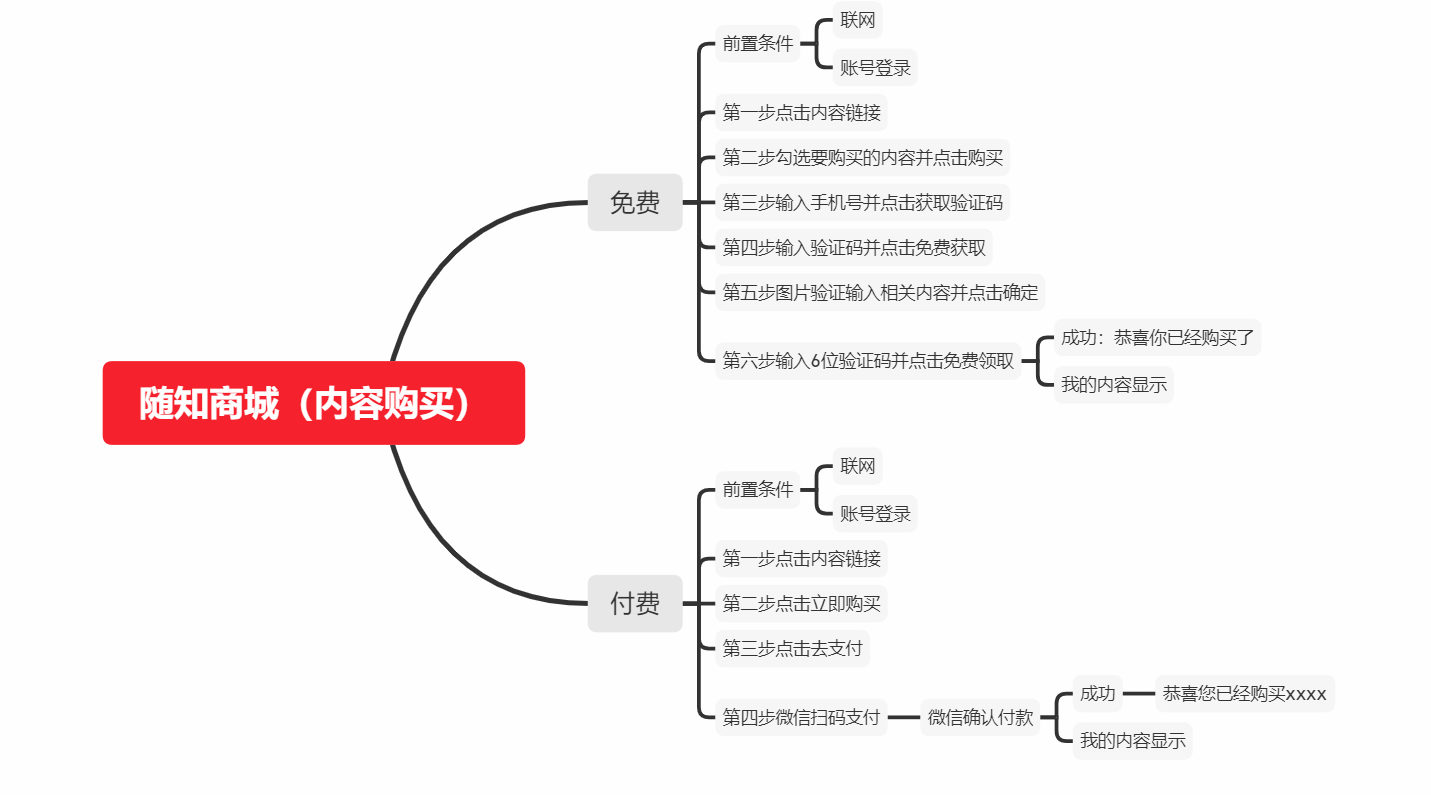 随知商城（内容购买）
免费
前置条件
联网
账号登录
第一步点击内容链接
第二步勾选要购买的内容并点击购买
第三步输入手机号并点击获取验证码
第四步输入验证码并点击免费获取
第五步图片验证输入相关内容并点击确定
第六步输入6位验证码并点击免费领取
成功：恭喜你已经购买了
我的内容显示
付费
前置条件
联网
账号登录
第一步点击内容链接
第二步点击立即购买
第三步点击去支付
第四步微信扫码支付
微信确认付款
成功
恭喜您已经购买xxxx
我的内容显示